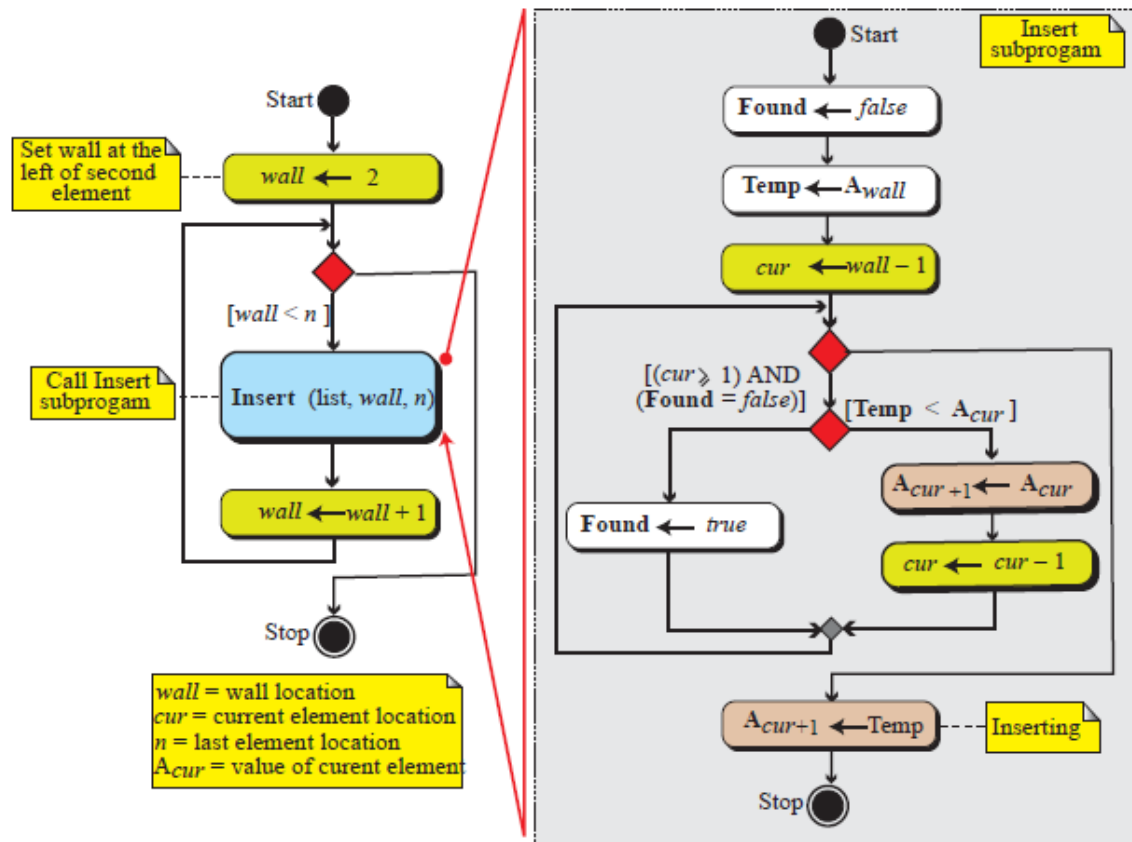 Start
Set wall at the
left of second
element
wall ← 2
[wall < n ]
Call Insert
subprogam
Insert (list, wall, n)
wall ← wall + 1
Stop
wall = wall location
cur = current element location
n = last element location
Acur = value of curent element
Insert
subprogam
Start
Found ← false
Temp ← Awall
cur ← wall – 1
[(cur ⩾ 1) AND
(Found = false)]
[Temp < Acur ]
Acur +1 ← Acur
Found ← true
cur ← cur – 1
Acur+1 ← Temp
Inserting
Stop